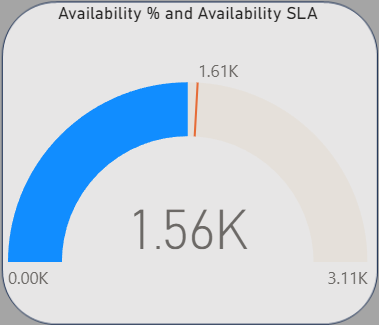 Availability % and Availability SLA
1.61K
1.56K
0.00K
3.11K